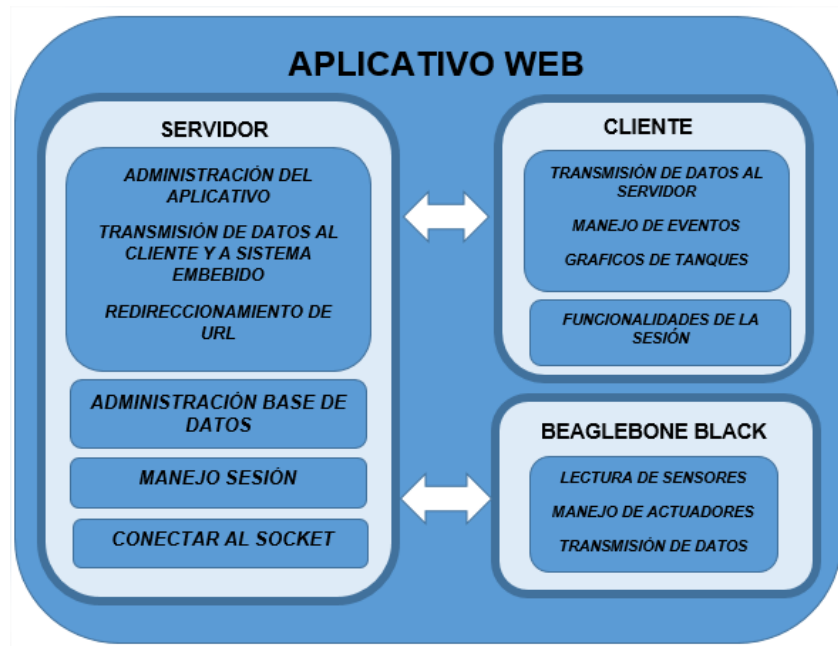 APLICATIVO WEB
SERVIDOR
ADMINISTRACIÓN DEL
APLICATIVO
TRANSMISIÓN DE DATOS AL
CLIENTE Y A SISTEMA
EMBEBIDO
REDIRECCIONAMIENTO DE
URL
ADMINISTRACIÓN BASE DE
DATOS
MANEJO SESIÓN
CONECTAR AL SOCKET
CLIENTE
TRANSMISIÓN DE DATOS AL
SERVIDOR
MANEJO DE EVENTOS
GRAFICOS DE TANQUES
FUNCIONALIDADES DE LA
SESIÓN
BEAGLEBONE BLACK
LECTURA DE SENSORES
MANEJO DE ACTUADORES
TRANSMISIÓN DE DATOS